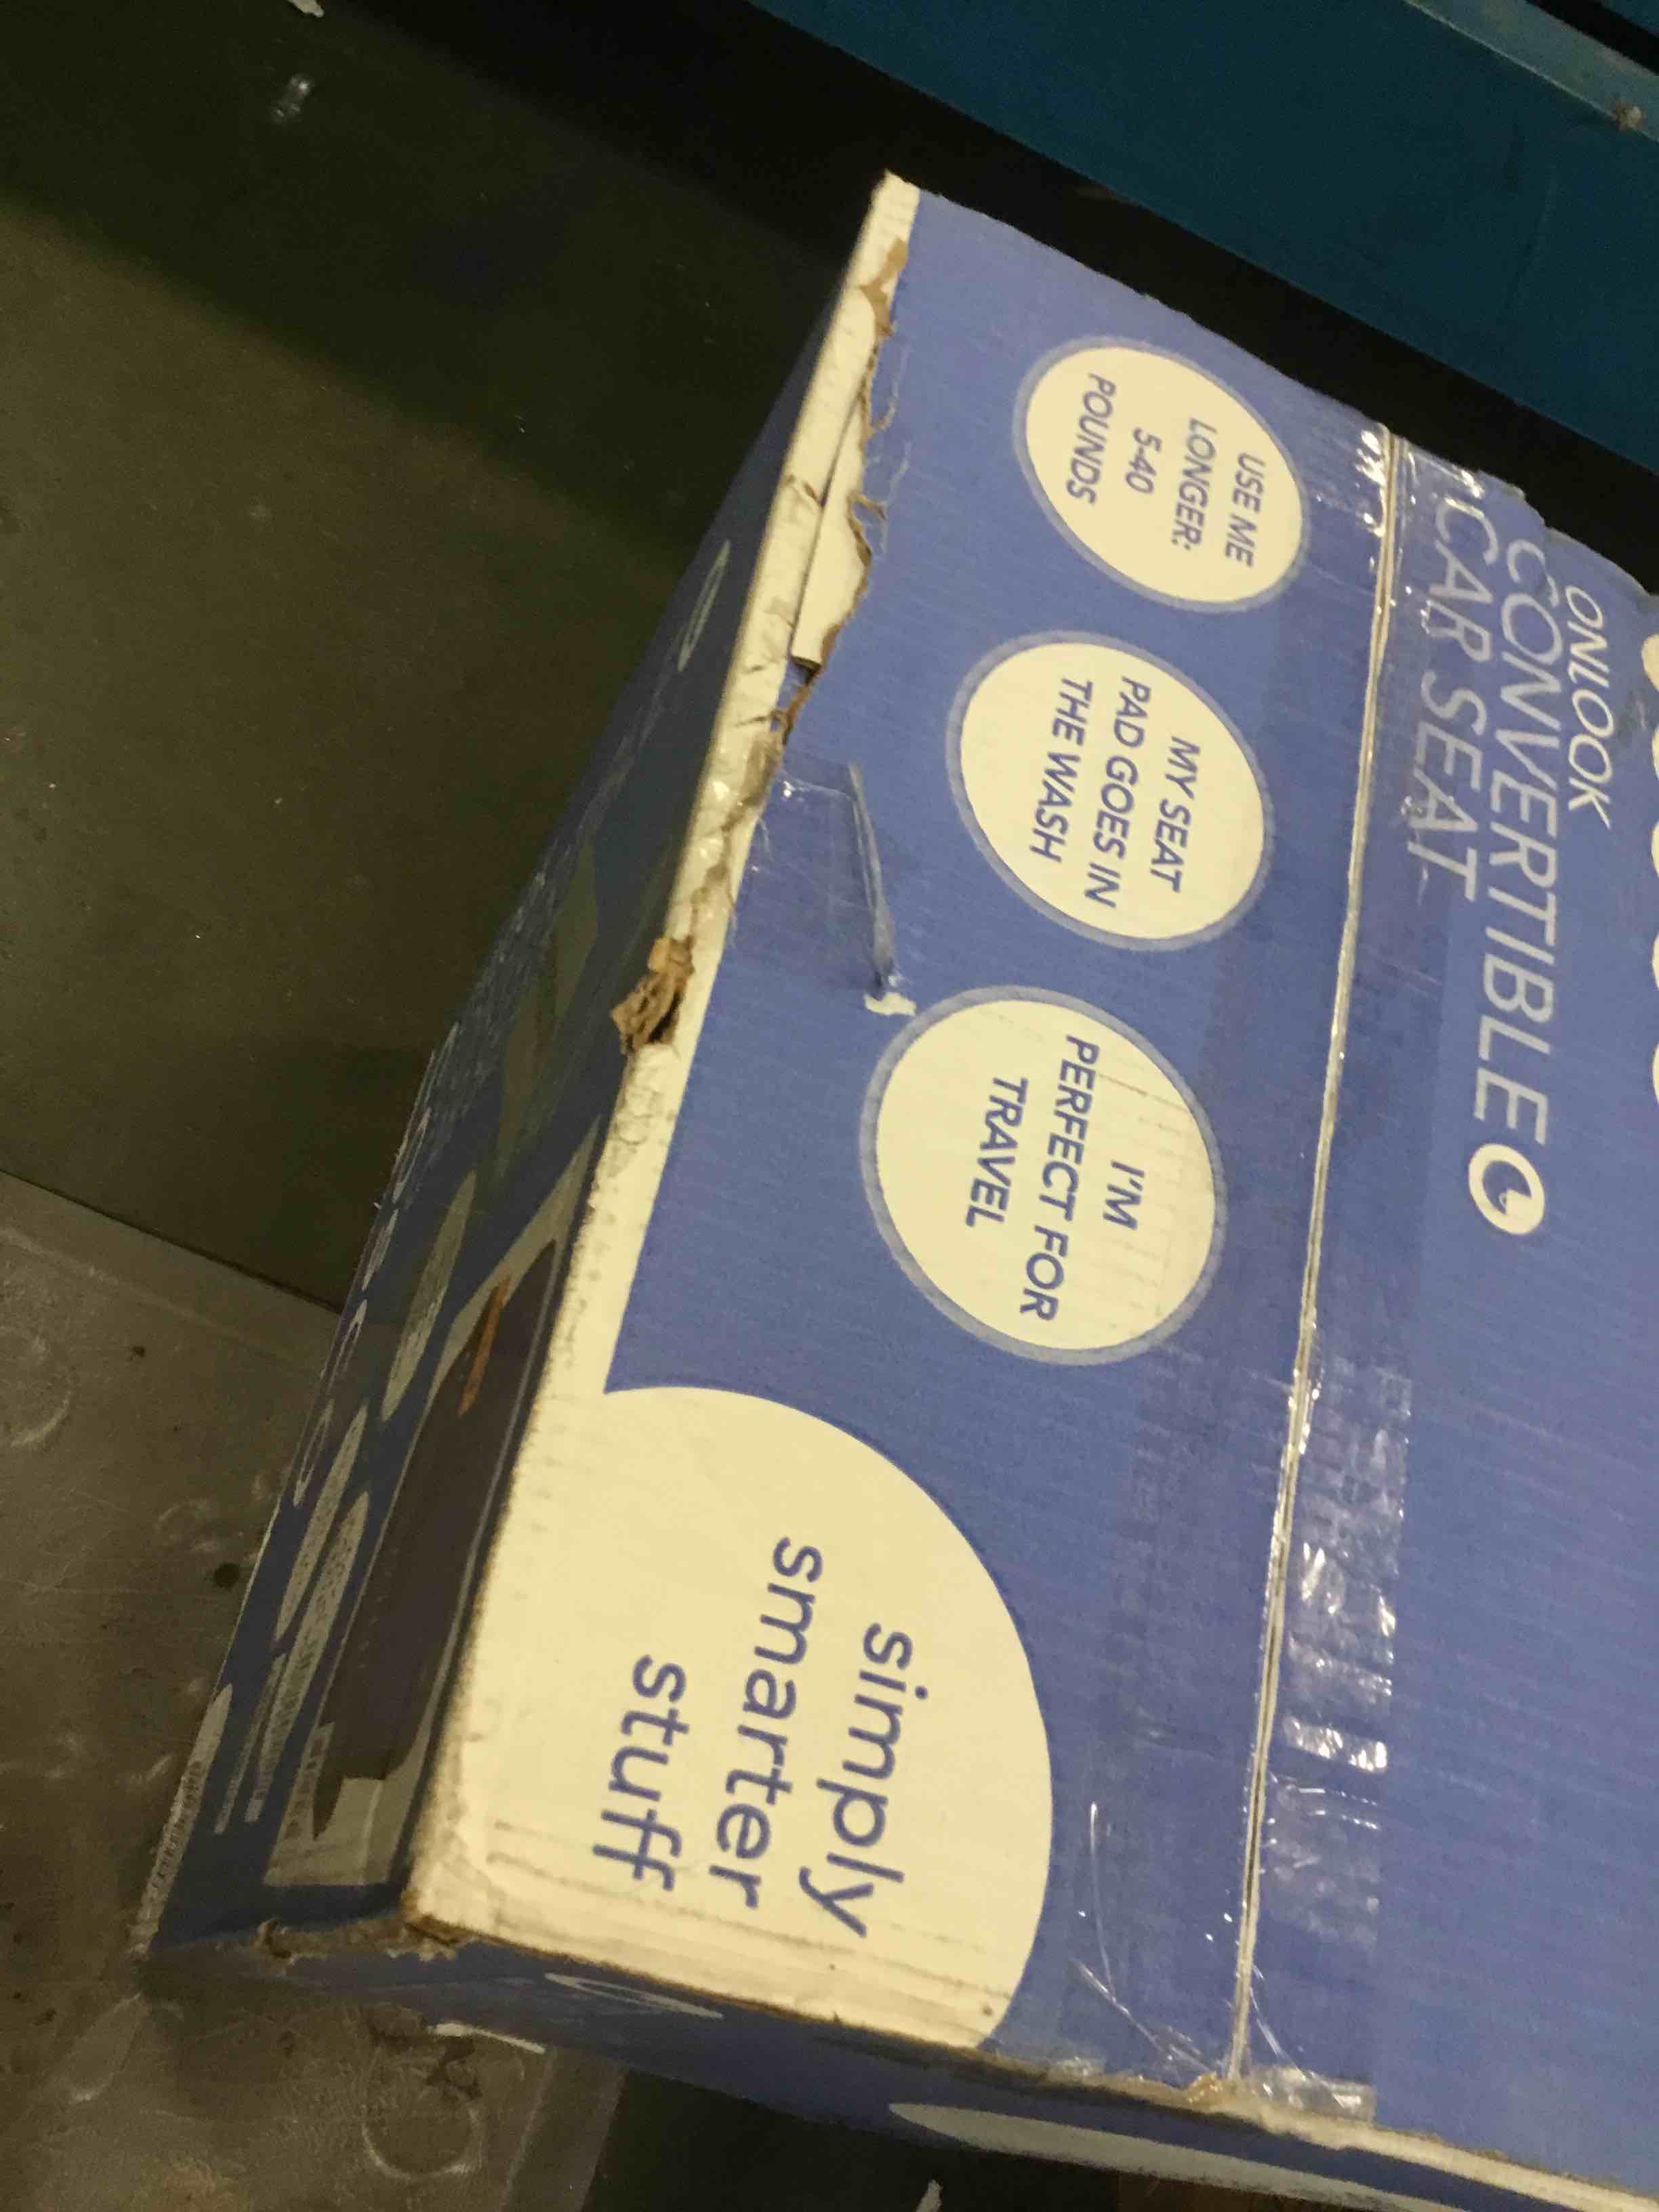 ONLOOK
CONVERTIBLE
CAR SEAT
USE ME
LONGER:
5-40
POUNDS
MY SEAT
PAD GOES IN
THE WASH
I'M
PERFECT FOR
TRAVEL
simply
smarter
stuff